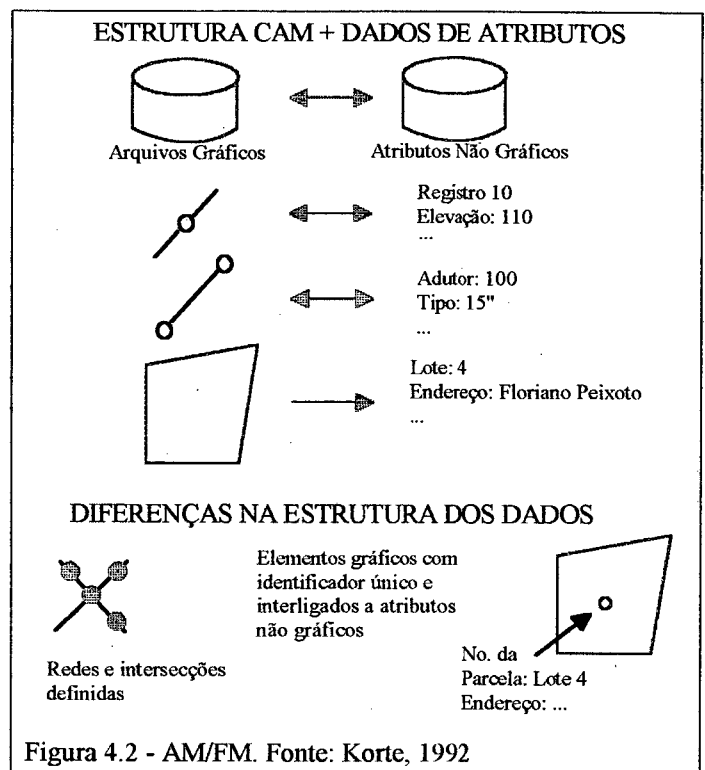 ESTRUTURA CAM + DADOS DE ATRIBUTOS
Arquivos Gráficos
Atributos Não Gráficos
Registro 10
Elevação: 110
...
Adutor: 100
Tipo: 15"
...
Lote: 4
Endereço: Floriano Peixoto
...
DIFERENÇAS NA ESTRUTURA DOS DADOS
Redes e intersecções
definidas
Elementos gráficos com
identificador único e
interligados a atributos
não gráficos
No. da
Parcela: Lote 4
Endereço: ...
Figura 4.2 - AM/FM. Fonte: Korte, 1992